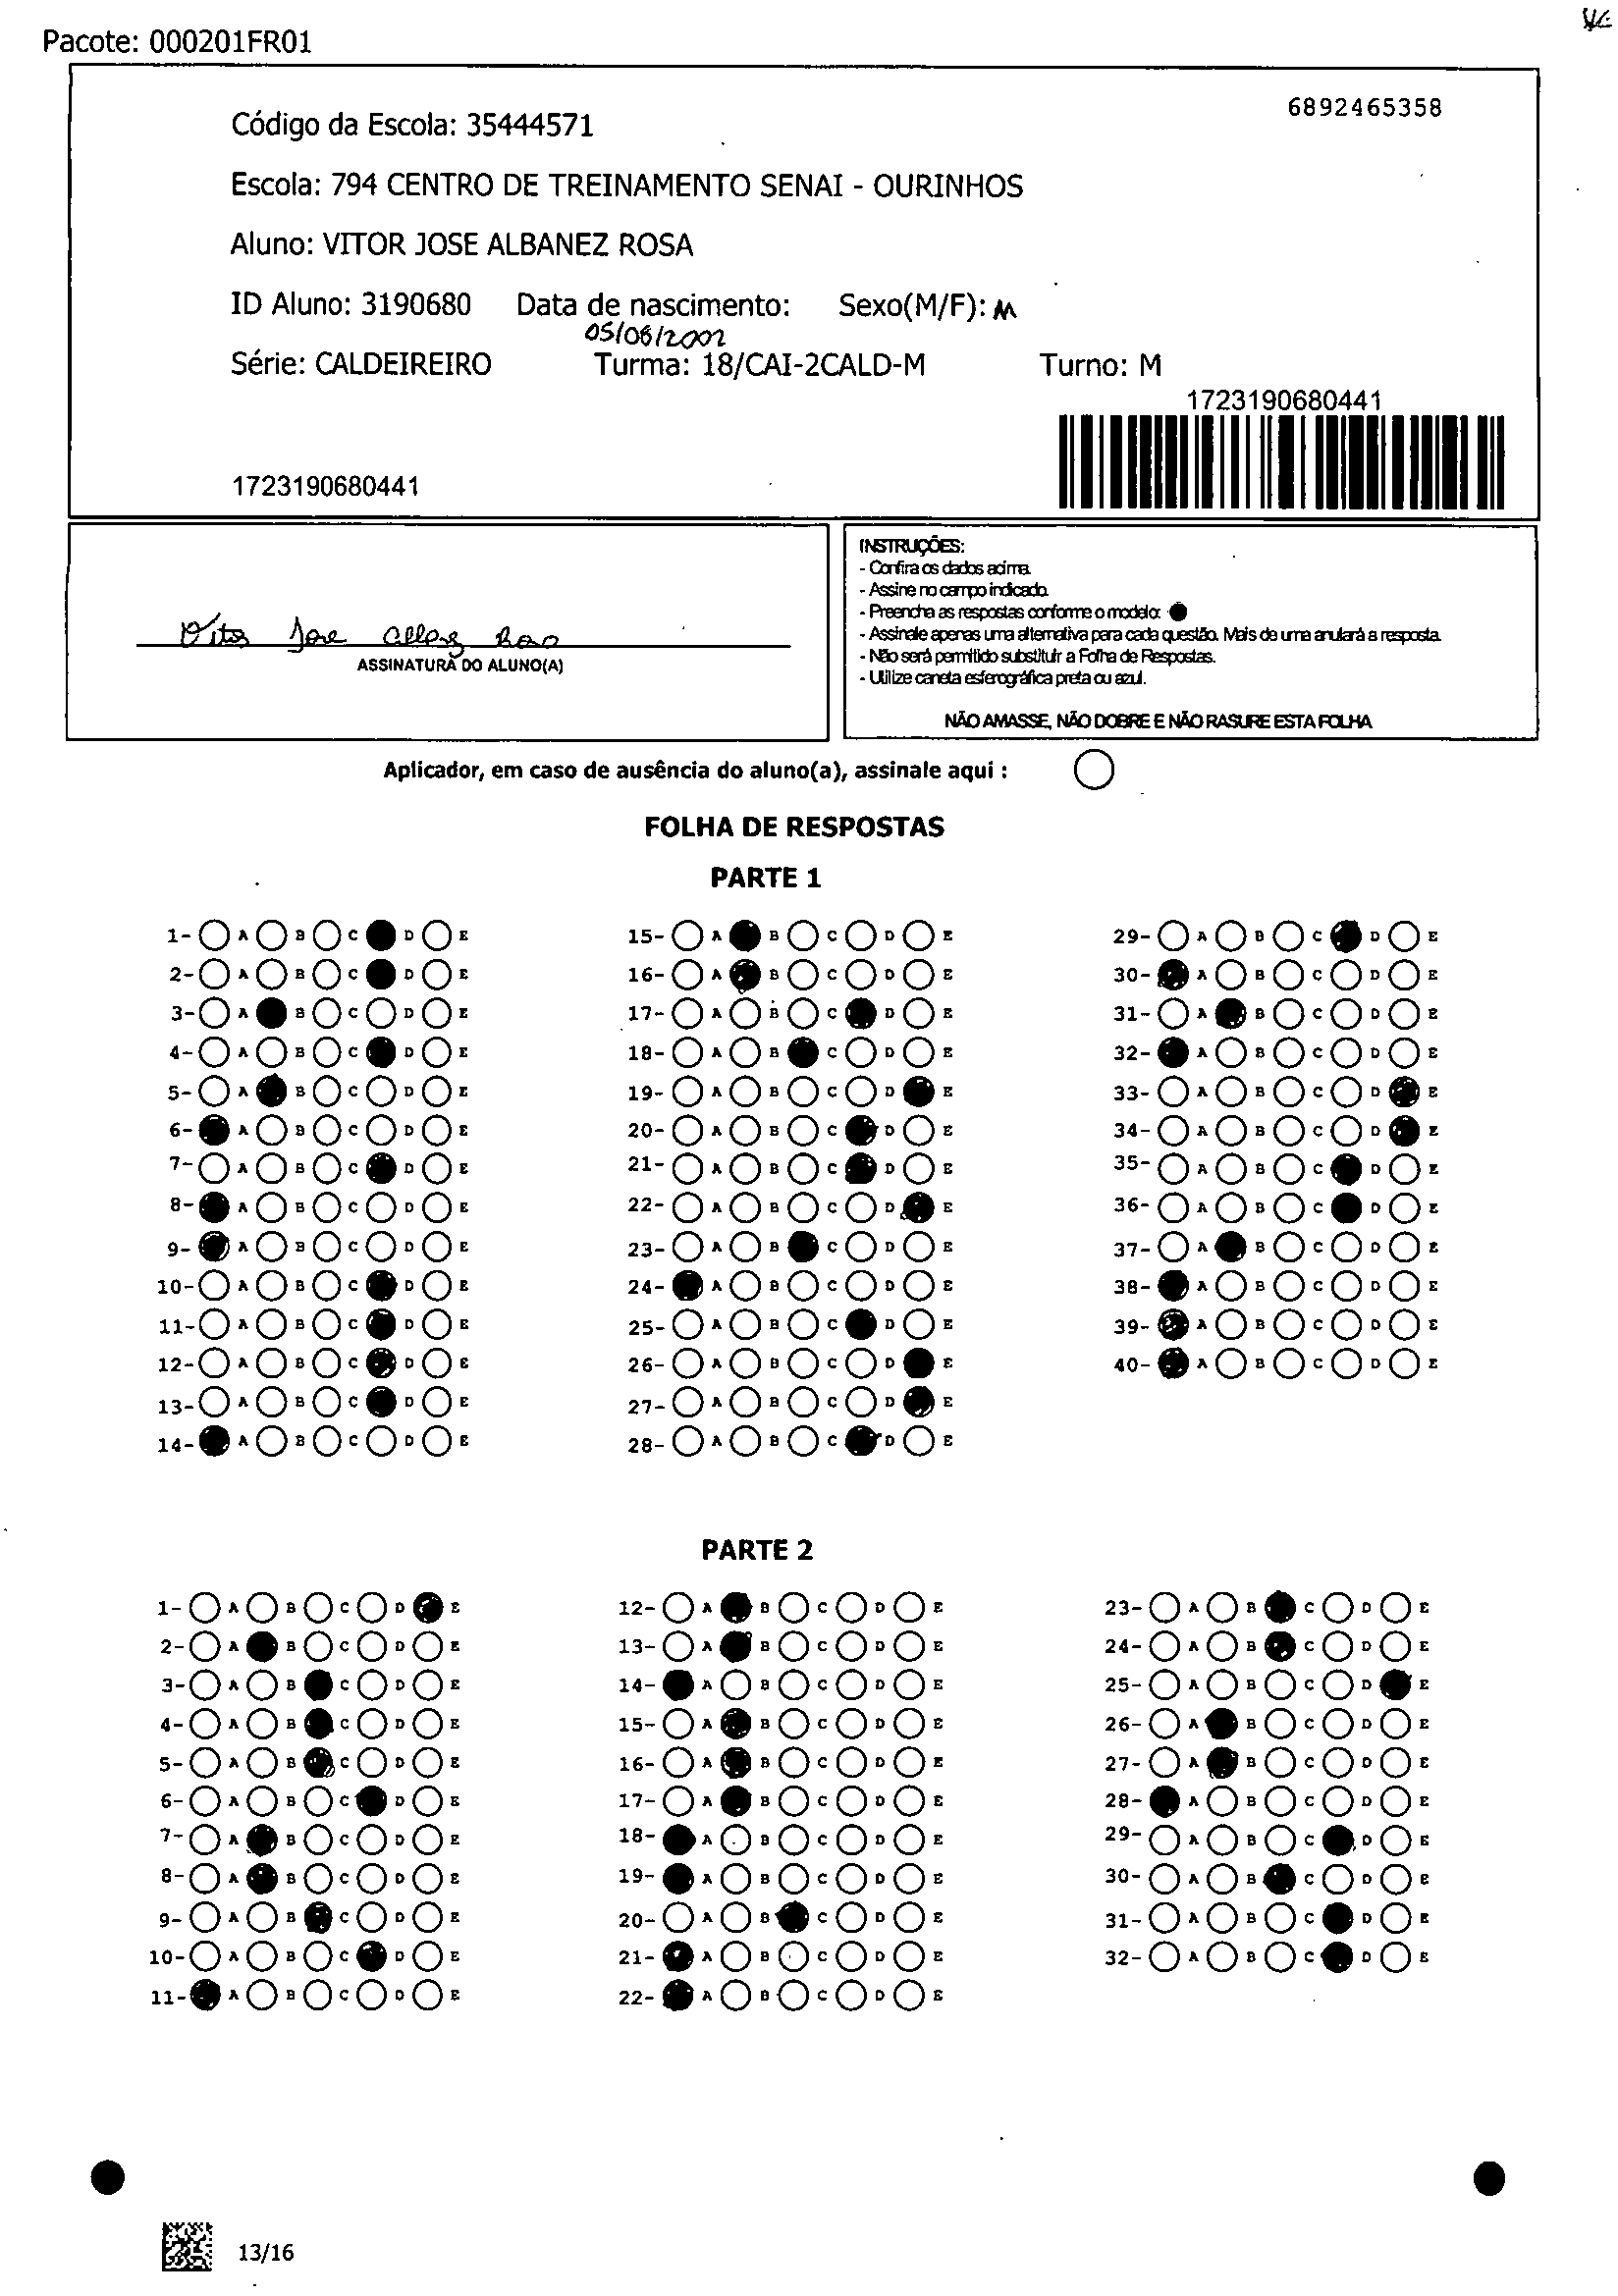 Pacote: 000201FR01
6892465358
Código da Escola: 35444571
Escola: 794 CENTRO DE TREINAMENTO SENAI - OURINHOS
Aluno: VITOR JOSE ALBANEZ ROSA
ID Aluno: 3190680 Data de nascimento: Sexo(M/F): M
05/08/2002
Série: CALDEIREIRO Turma: 18/CAI-2CALD-M Turno: M
1723190680441
1723190680441
ASSINATURA DO ALUNO(A)
INSTRUÇÕES:
- Confira os dados acima.
- Assine no campo indicado.
- Preencha as respostas conforme o modelo:
- Assinale apenas uma alternativa para cada questão. Mais de uma anulará a resposta.
- Não será permitido substituir a Folha de Respostas.
- Utilize caneta esferográfica preta ou azul.
NÃO AMASSE, NÃO DOBRE E NÃO RASURE ESTA FOLHA
Aplicador, em caso de ausência do aluno(a), assinale aqui :
FOLHA DE RESPOSTAS
PARTE 1
1- A B C D E
2- A B C D E
3- A B C D E
4- A B C D E
5- A B C D E
6- A B C D E
7- A B C D E
8- A B C D E
9- A B C D E
10- A B C D E
11- A B C D E
12- A B C D E
13- A B C D E
14- A B C D E
15- A B C D E
16- A B C D E
17- A B C D E
18- A B C D E
19- A B C D E
20- A B C D E
21- A B C D E
22- A B C D E
23- A B C D E
24- A B C D E
25- A B C D E
26- A B C D E
27- A B C D E
28- A B C D E
29- A B C D E
30- A B C D E
31- A B C D E
32- A B C D E
33- A B C D E
34- A B C D E
35- A B C D E
36- A B C D E
37- A B C D E
38- A B C D E
39- A B C D E
40- A B C D E
PARTE 2
1- A B C D E
2- A B C D E
3- A B C D E
4- A B C D E
5- A B C D E
6- A B C D E
7- A B C D E
8- A B C D E
9- A B C D E
10- A B C D E
11- A B C D E
12- A B C D E
13- A B C D E
14- A B C D E
15- A B C D E
16- A B C D E
17- A B C D E
18- A B C D E
19- A B C D E
20- A B C D E
21- A B C D E
22- A B C D E
23- A B C D E
24- A B C D E
25- A B C D E
26- A B C D E
27- A B C D E
28- A B C D E
29- A B C D E
30- A B C D E
31- A B C D E
32- A B C D E
13/16